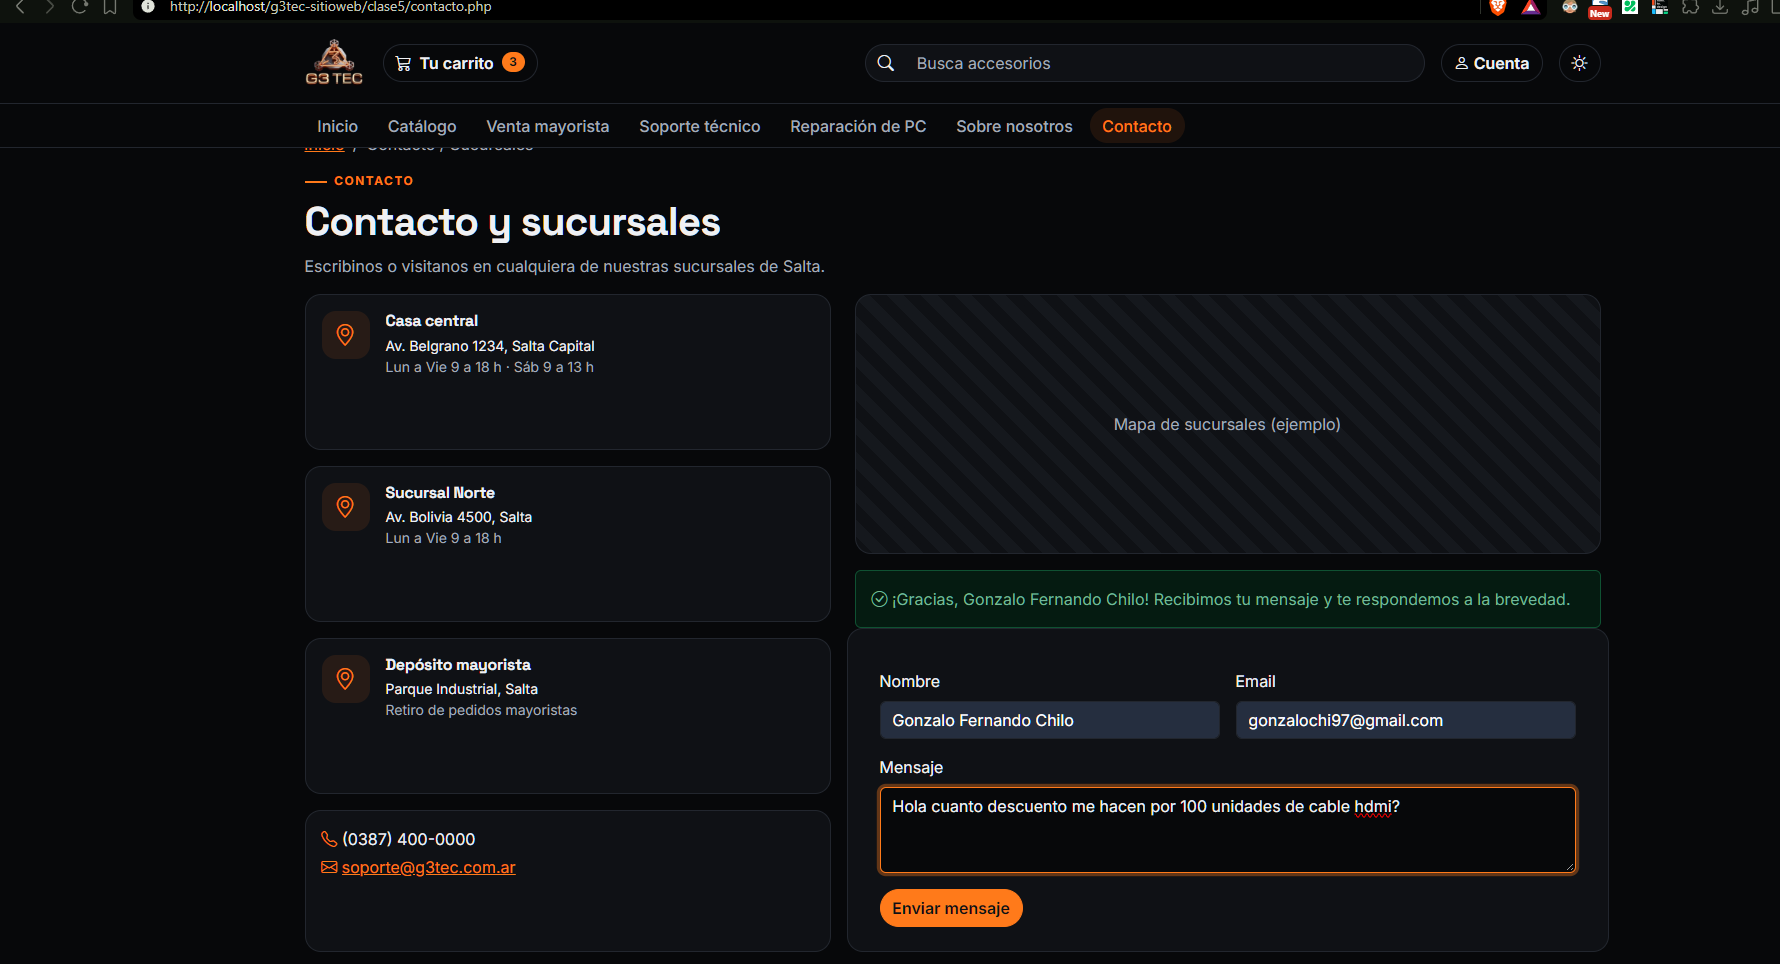 http://localhost/g3tec-sitioweb/clase5/contacto.php
New
G3 TEC
Tu carrito 3
Busca accesorios
Cuenta
Inicio
Catálogo
Venta mayorista
Soporte técnico
Reparación de PC
Sobre nosotros
Contacto
Inicio / Contacto / Sucursales
CONTACTO
Contacto y sucursales
Escribinos o visitanos en cualquiera de nuestras sucursales de Salta.
Casa central
Av. Belgrano 1234, Salta Capital
Lun a Vie 9 a 18 h · Sáb 9 a 13 h
Sucursal Norte
Av. Bolivia 4500, Salta
Lun a Vie 9 a 18 h
Depósito mayorista
Parque Industrial, Salta
Retiro de pedidos mayoristas
(0387) 400-0000
soporte@g3tec.com.ar
Mapa de sucursales (ejemplo)
¡Gracias, Gonzalo Fernando Chilo! Recibimos tu mensaje y te respondemos a la brevedad.
Nombre
Gonzalo Fernando Chilo
Email
gonzalochi97@gmail.com
Mensaje
Hola cuanto descuento me hacen por 100 unidades de cable hdmi?
Enviar mensaje